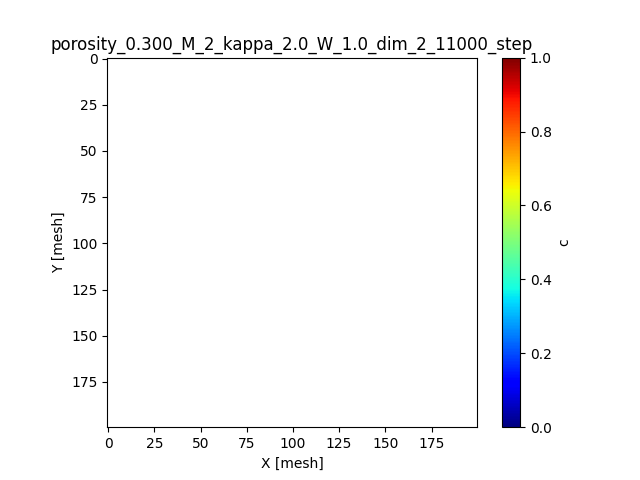 porosity_0.300_M_2_kappa_2.0_W_1.0_dim_2_11000_step
0
25
50
75
100
125
150
175
Y [mesh]
0 25 50 75 100 125 150 175
X [mesh]
1.0
0.8
0.6
0.4
0.2
0.0
c